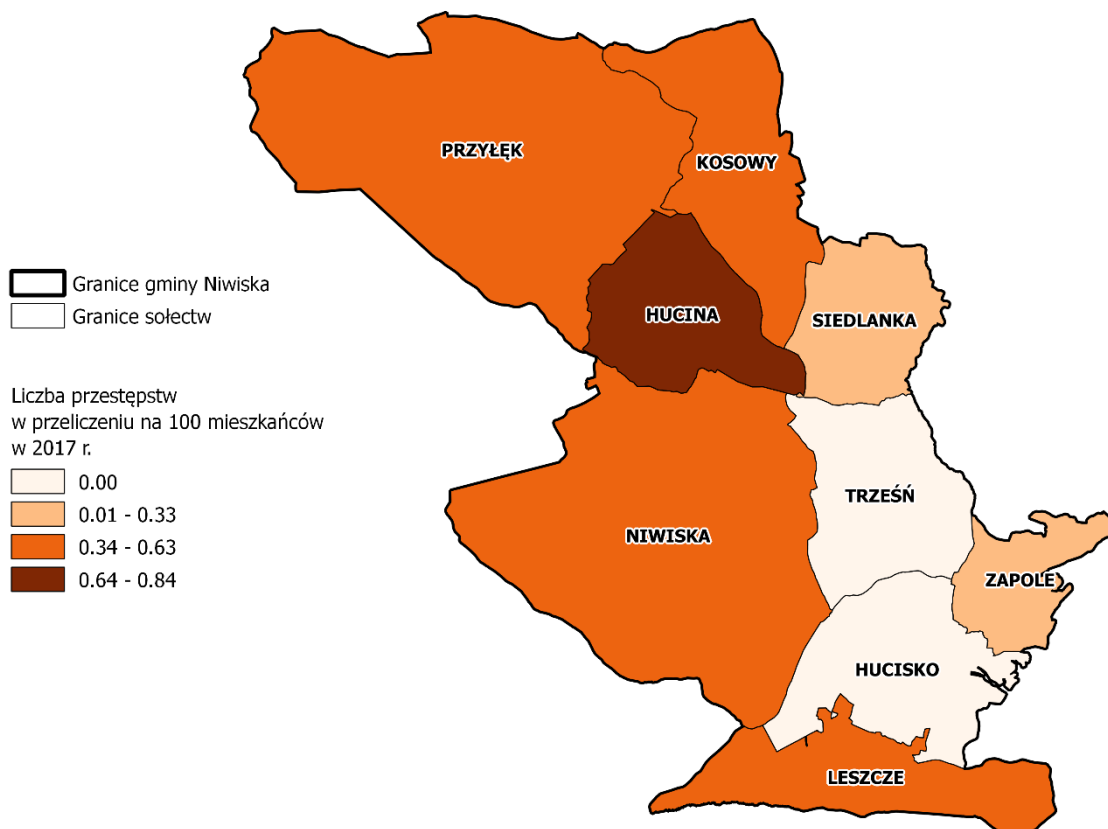 PRZYŁĘK
KOSOWY
HUCINA
SIEDLANKA
Granice gminy Niwiska
Granice sołectw
Liczba przestępstw
w przeliczeniu na 100 mieszkańców
w 2017 r.
0.00
0.01 - 0.33
0.34 - 0.63
0.64 - 0.84
TRZEŚŃ
NIWISKA
ZAPOLE
HUCISKO
LESZCZE